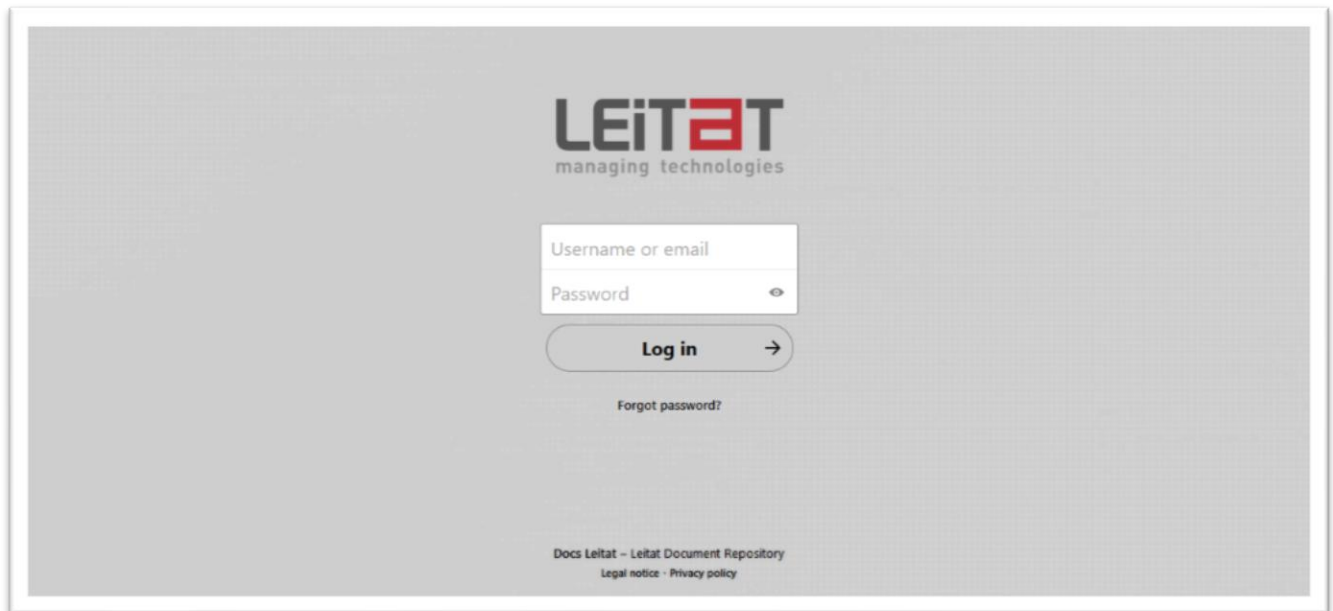 LEiTaT
managing technologies
Username or email
Password
Log in
Forgot password?
Docs Leitat – Leitat Document Repository
Legal notice · Privacy policy